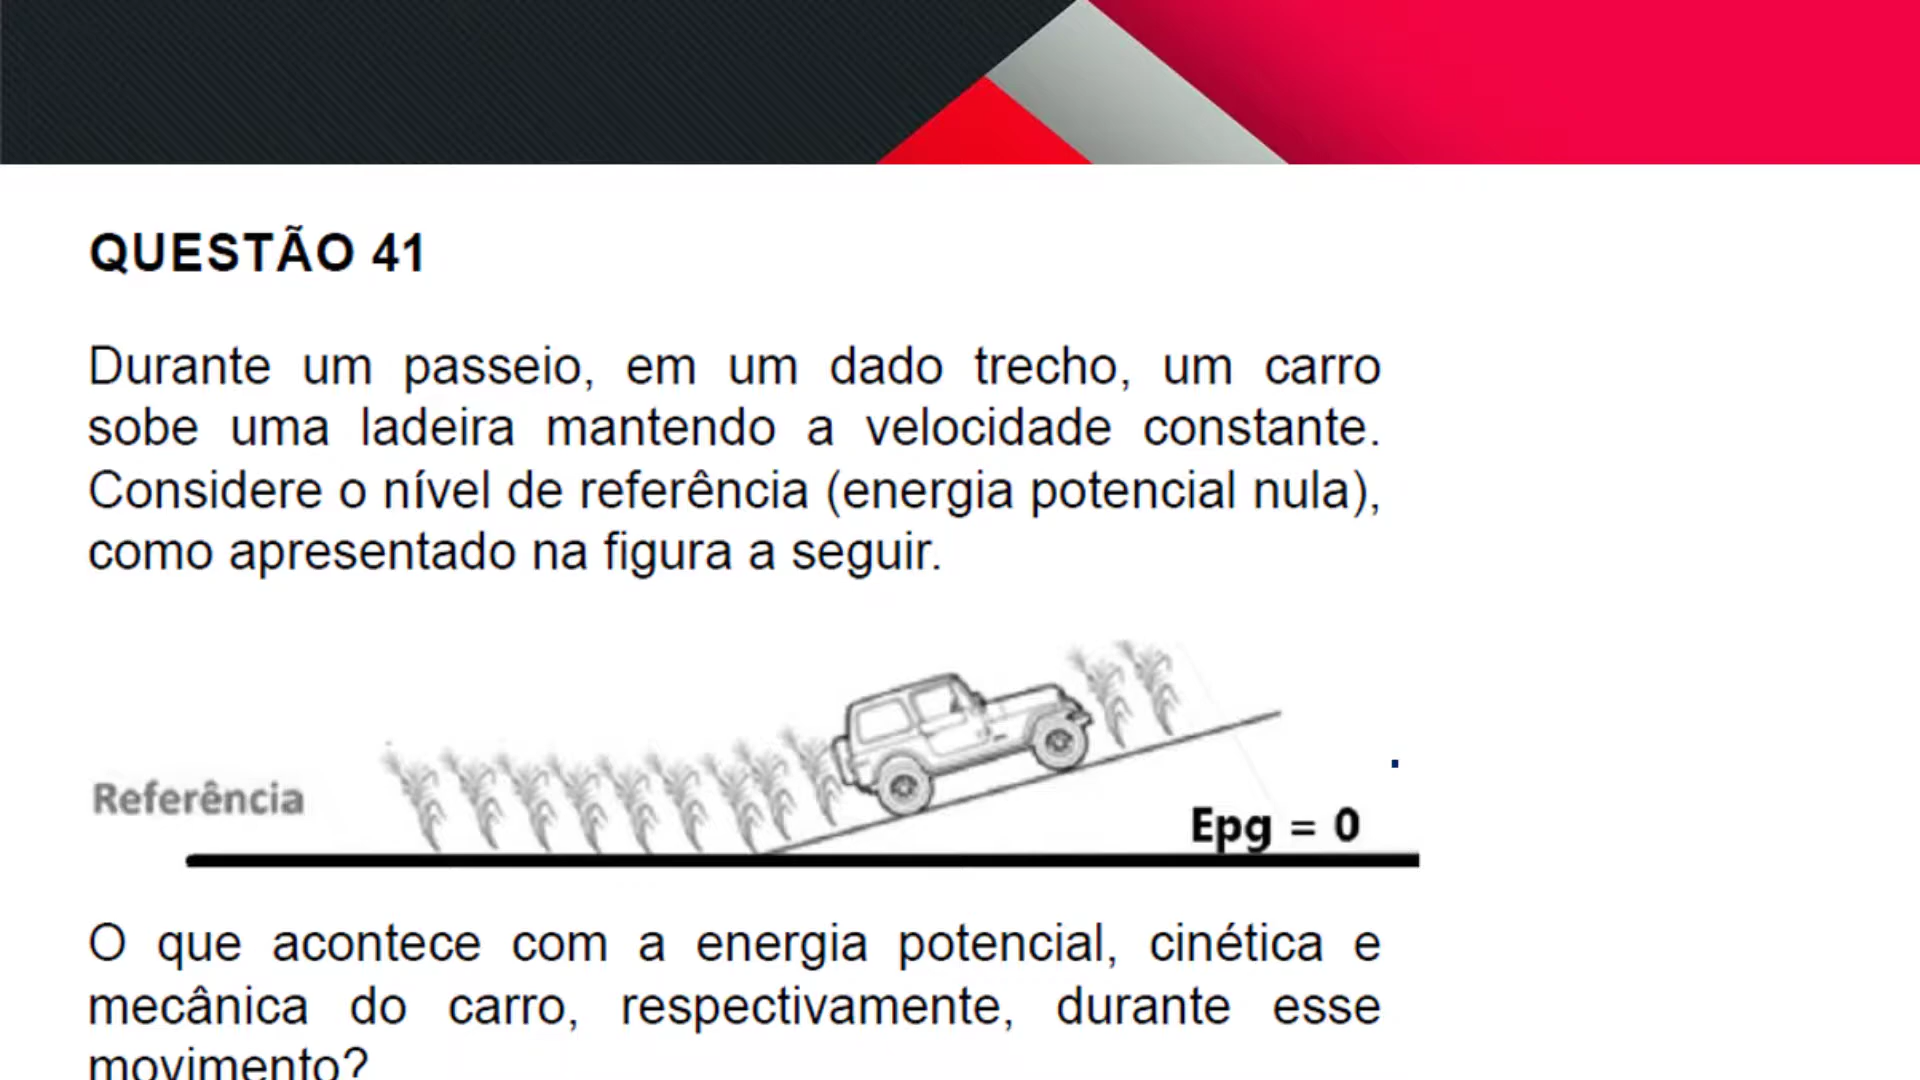 QUESTÃO 41
Durante um passeio, em um dado trecho, um carro
sobe uma ladeira mantendo a velocidade constante.
Considere o nível de referência (energia potencial nula),
como apresentado na figura a seguir.
Referência
Epg = 0
O que acontece com a energia potencial, cinética e
mecânica do carro, respectivamente, durante esse
movimento?